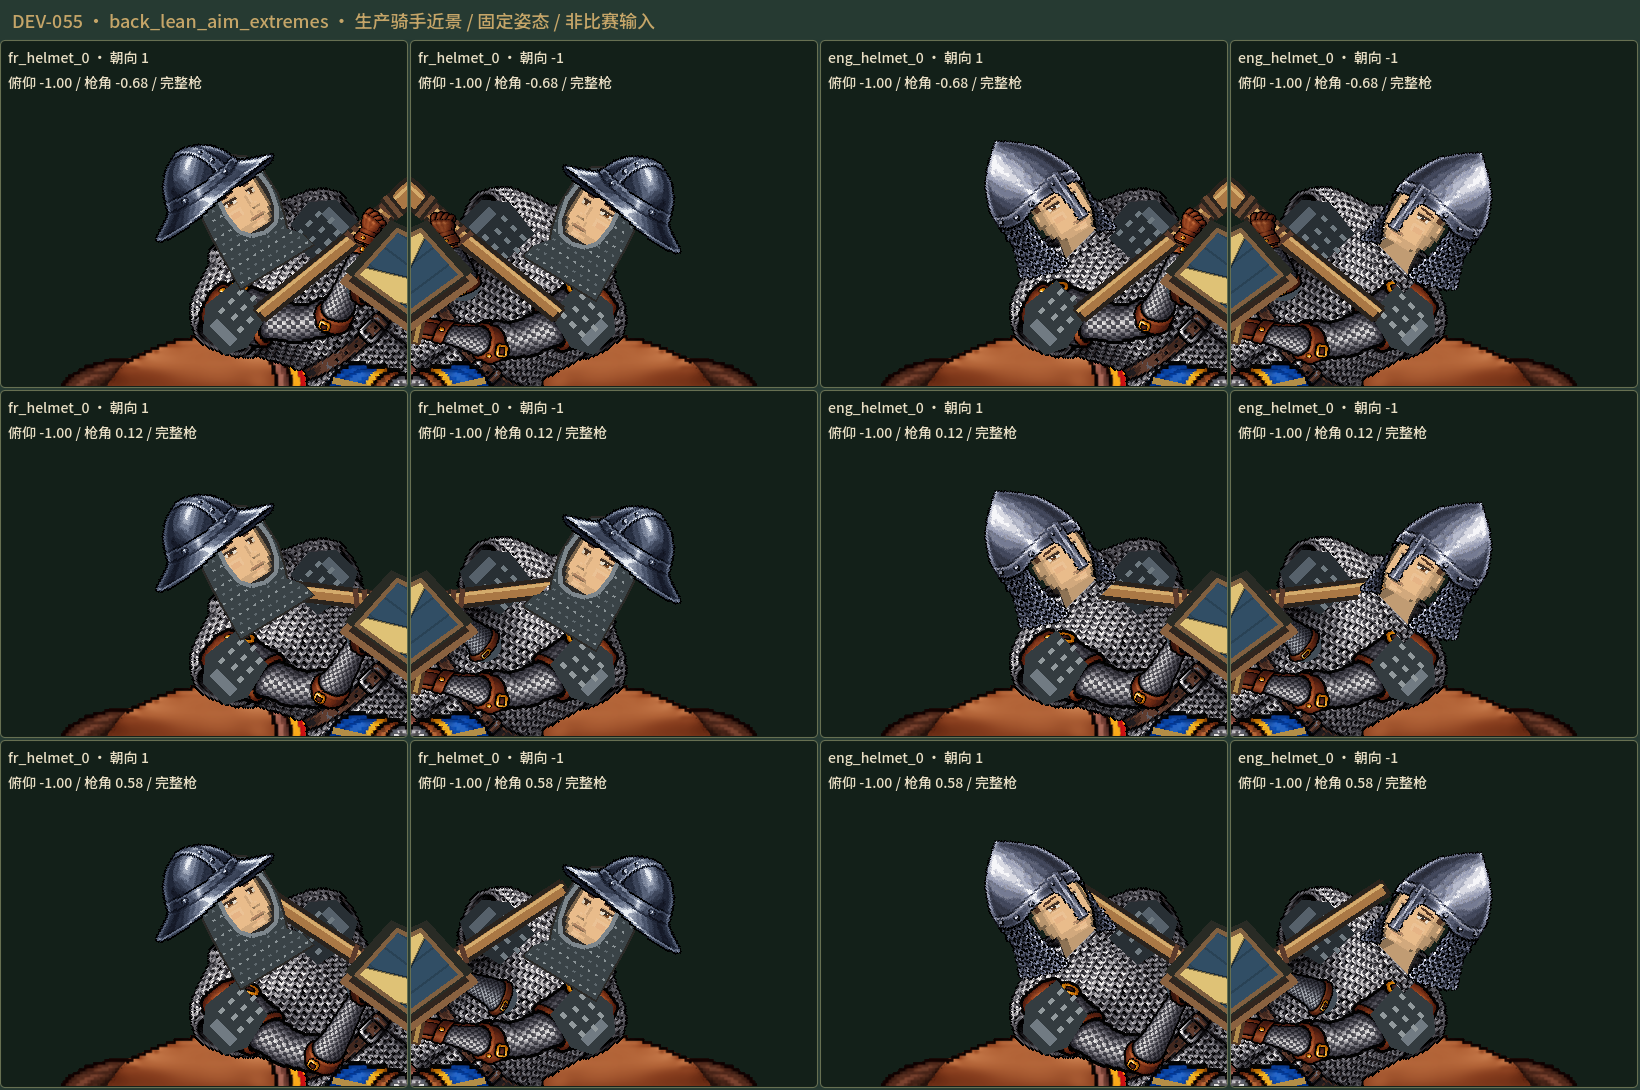 DEV-055 • back_lean_aim_extremes • 生产骑手近景 / 固定姿态 / 非比赛输入
fr_helmet_0 • 朝向 1
俯仰 -1.00 / 枪角 -0.68 / 完整枪
fr_helmet_0 • 朝向 -1
俯仰 -1.00 / 枪角 -0.68 / 完整枪
eng_helmet_0 • 朝向 1
俯仰 -1.00 / 枪角 -0.68 / 完整枪
eng_helmet_0 • 朝向 -1
俯仰 -1.00 / 枪角 -0.68 / 完整枪
fr_helmet_0 • 朝向 1
俯仰 -1.00 / 枪角 0.12 / 完整枪
fr_helmet_0 • 朝向 -1
俯仰 -1.00 / 枪角 0.12 / 完整枪
eng_helmet_0 • 朝向 1
俯仰 -1.00 / 枪角 0.12 / 完整枪
eng_helmet_0 • 朝向 -1
俯仰 -1.00 / 枪角 0.12 / 完整枪
fr_helmet_0 • 朝向 1
俯仰 -1.00 / 枪角 0.58 / 完整枪
fr_helmet_0 • 朝向 -1
俯仰 -1.00 / 枪角 0.58 / 完整枪
eng_helmet_0 • 朝向 1
俯仰 -1.00 / 枪角 0.58 / 完整枪
eng_helmet_0 • 朝向 -1
俯仰 -1.00 / 枪角 0.58 / 完整枪